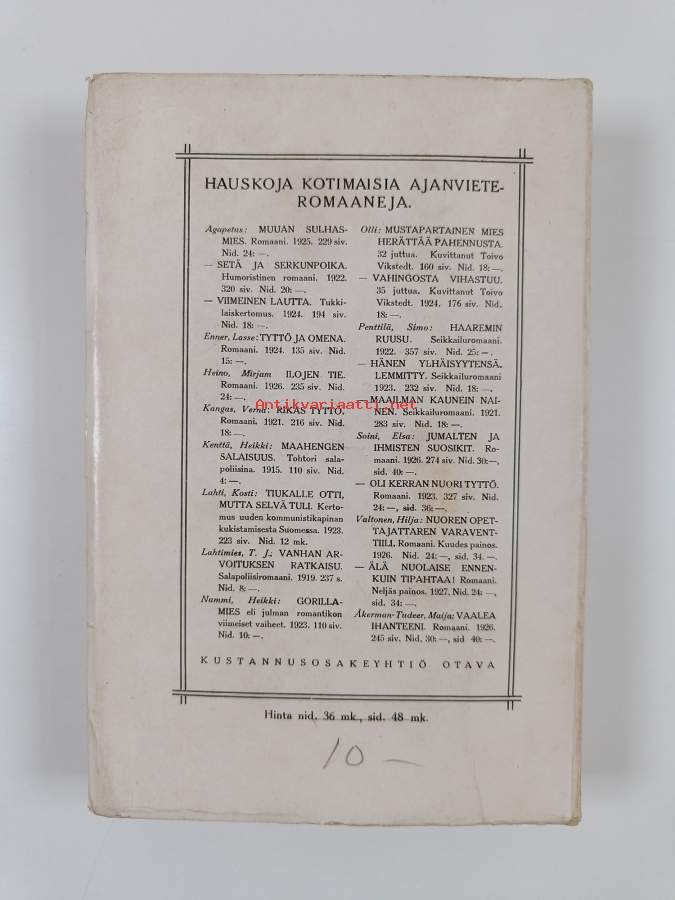 HAUSKOJA KOTIMAISIA AJANVIETE-
ROMAANEJA.
Agapetus: MUUAN SULHAS-
MIES. Romaani. 1925. 229 siv.
Nid. 24: —.
— SETÄ JA SERKUNPOIKA.
Humoristinen romaani. 1922.
320 siv. Nid. 20: —.
— VIIMEINEN LAUTTA. Tukki-
laiskertomus. 1924. 194 siv.
Nid. 18: —.
Enner, Lasse: TYTTÖ JA OMENA.
Romaani. 1924. 135 siv. Nid.
15: —.
Heino, Mirjam ILOJEN TIE.
Romaani. 1926. 235 siv. Nid.
24: —.
Kangas, Verna: RIKAS TYTTÖ.
Romaani. 1921. 216 siv. Nid.
18: —.
Kenttä, Heikki: MAAHENGEN
SALAISUUS. Tohtori sala-
poliisina. 1915. 110 siv. Nid.
4: —.
Lahti, Kosti: TIUKALLE OTTI,
MUTTA SELVÄ TULI. Kerto-
mus uuden kommunistikapinan
kukistamisesta Suomessa. 1923.
223 siv. Nid. 12 mk.
Lahtimies, T. J.: VANHAN AR-
VOITUKSEN RATKAISU.
Salapoliisiromaani. 1919. 237 s.
Nid. 8: —.
Nammi, Heikki: GORILLA-
MIES eli julman romantikon
viimeiset vaiheet. 1923. 110 siv.
Nid. 10: —.
Olli: MUSTAPARTAINEN MIES
HERÄTTÄÄ PAHENNUSTA.
32 juttua. Kuvittanut Toivo
Vikstedt. 160 siv. Nid. 18: —.
— VAHINGOSTA VIHASTUU.
35 juttua. Kuvittanut Toivo
Vikstedt. 1924. 176 siv. Nid.
18: —.
Penttilä, Simo: HAAREMIN
RUUSU. Seikkailuromaani.
1922. 357 siv. Nid. 25: — .
— HÄNEN YLHÄISYYTENSÄ.
LEMMITTY. Seikkailuromaani
1923. 232 siv. Nid. 18: —.
— MAAILMAN KAUNEIN NAI-
NEN. Seikkailuromaani. 1921.
283 siv. Nid. 18: —.
Soini, Elsa: JUMALTEN JA
IHMISTEN SUOSIKIT. Ro-
maani. 1926. 274 siv. Nid. 30: —,
sid. 40: —.
— OLI KERRAN NUORI TYTTÖ.
Romaani. 1923. 327 siv. Nid.
24: —, sid. 36: —.
Valtonen, Hilja: NUOREN OPET-
TAJATTAREN VARAVENT-
TIILI. Romaani. Kuudes painos.
1926. Nid. 24: —, sid. 34. —.
— ÄLÄ NUOLAISE ENNEN-
KUIN TIPAHTAA! Romaani.
Neljäs painos. 1927. Nid. 24: —,
sid. 34: —.
Åkerman-Tudeer, Maija: VAALEA
IHANTEENI. Romaani. 1926.
245 siv. Nid. 30: —, sid 40: —.
KUSTANNUSOSAKEYHTIÖ OTAVA
Hinta nid. 36 mk., sid. 48 mk.
10 —
Antikvariaatti.net